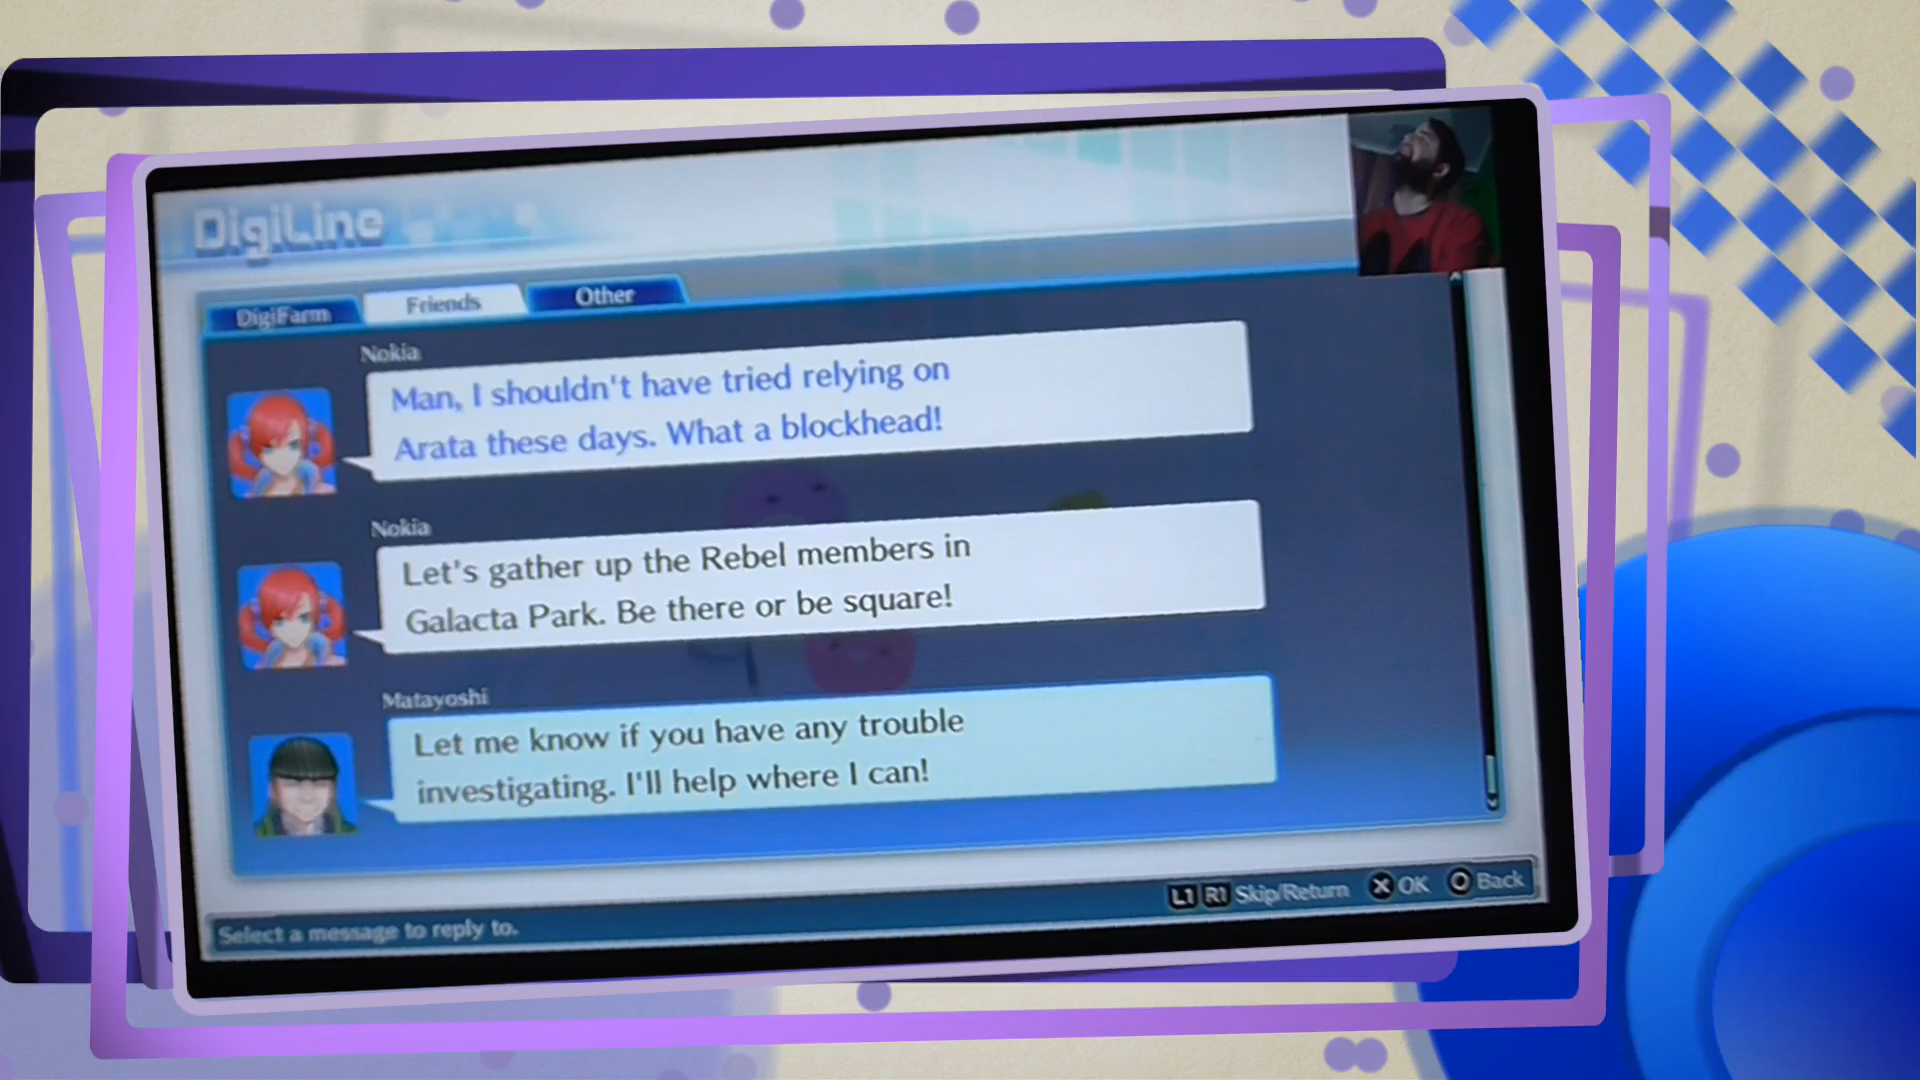 DigiLine
DigiFarm
Friends
Other
Nokia
Man, I shouldn't have tried relying on
Arata these days. What a blockhead!
Nokia
Let's gather up the Rebel members in
Galacta Park. Be there or be square!
Matayoshi
Let me know if you have any trouble
investigating. I'll help where I can!
L1 R1 Skip/Return X OK O Back
Select a message to reply to.